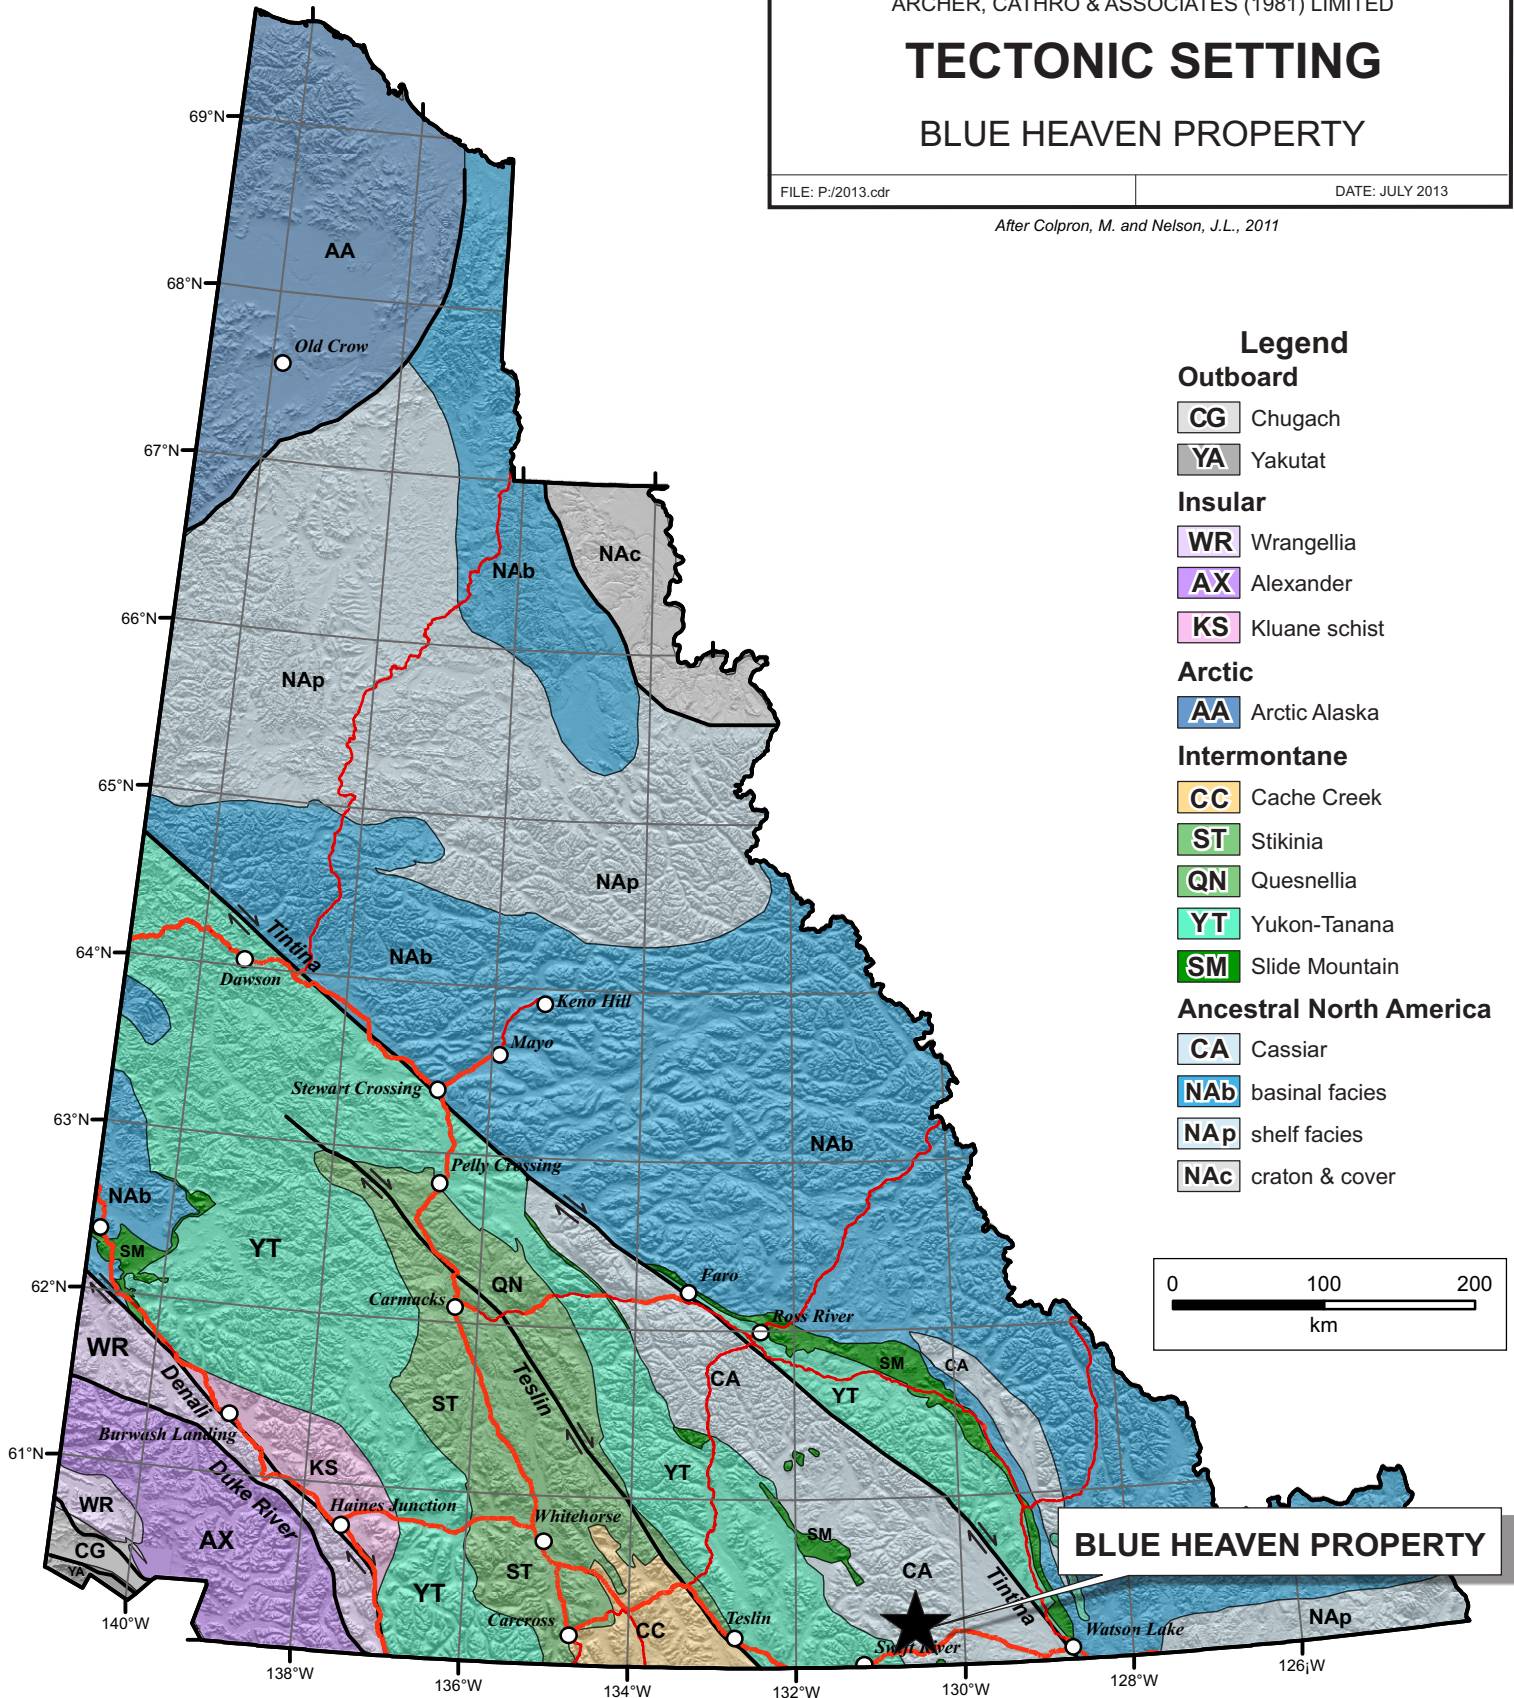 ARCHER, CATHRO & ASSOCIATES (1981) LIMITED
TECTONIC SETTING
BLUE HEAVEN PROPERTY
FILE: P:/2013.cdr
DATE: JULY 2013
After Colpron, M. and Nelson, J.L., 2011
Legend
Outboard
CG Chugach
YA Yakutat
Insular
WR Wrangellia
AX Alexander
KS Kluane schist
Arctic
AA Arctic Alaska
Intermontane
CC Cache Creek
ST Stikinia
QN Quesnellia
YT Yukon-Tanana
SM Slide Mountain
Ancestral North America
CA Cassiar
NAb basinal facies
NAp shelf facies
NAc craton & cover
0 100 200
km
69°N
AA
68°N
Old Crow
67°N
NAc
NAb
66°N
NAp
65°N
NAp
Tintina
64°N
NAb
Dawson
Keno Hill
Mayo
Stewart Crossing
63°N
NAb
Pelly Crossing
NAb
YT
SM
62°N
QN
Faro
Carmacks
Ross River
WR
SM
CA
Denali
Teslin
CA
YT
ST
Burwash Landing
61°N
KS
YT
Duke River
WR
Haines Junction
Whitehorse
SM
AX
CG
BLUE HEAVEN PROPERTY
YA
ST
CA
YT
Tintina
140°W
Carcross
CC
Teslin
Swift River
Watson Lake
NAp
138°W
136°W
134°W
132°W
130°W
128°W
126¡W